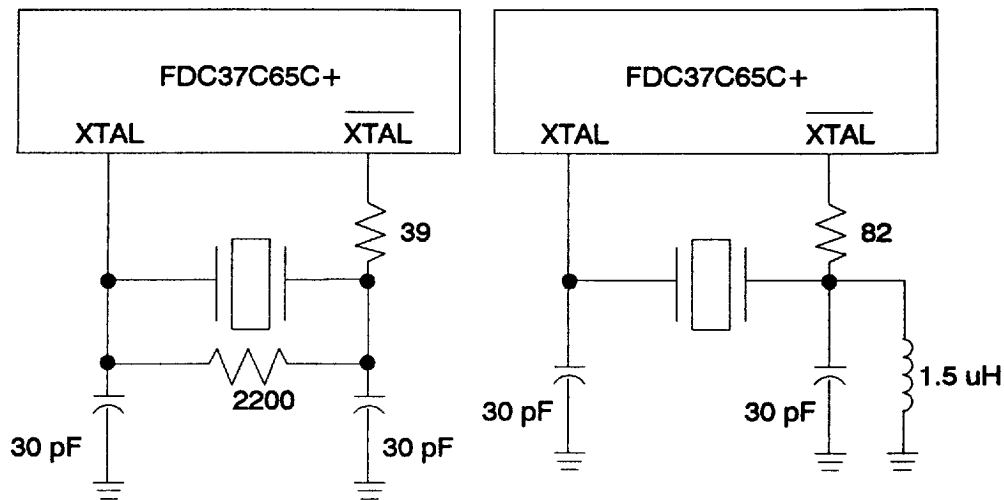 FDC37C65C+
XTAL XTAL
39
2200
30 pF 30 pF
FDC37C65C+
XTAL XTAL
82
1.5 uH
30 pF 30 pF